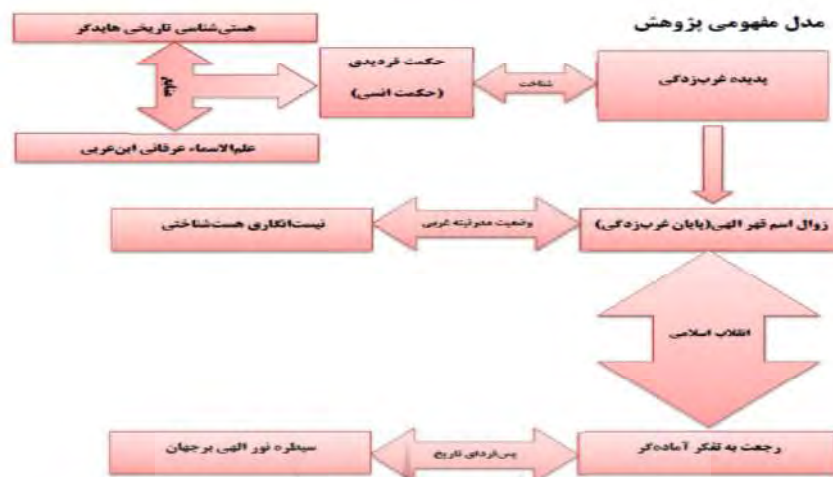 مدل مفهومی پژوهش
هستی‌شناسی تاریخی هایدگر
حکمت فردیدی
(حکمت انسی)
شناخت
پدیده غرب‌زدگی
علم‌الاسماء عرفانی ابن‌عربی
زوال اسم قهر الهی(پایان غرب‌زدگی)
وضعیت مدرنیته غربی
نیست‌انگاری هست‌شناختی
انقلاب اسلامی
رجعت به تفکر آماده‌گر
پس‌فردای تاریخ
سیطره نور الهی بر جهان